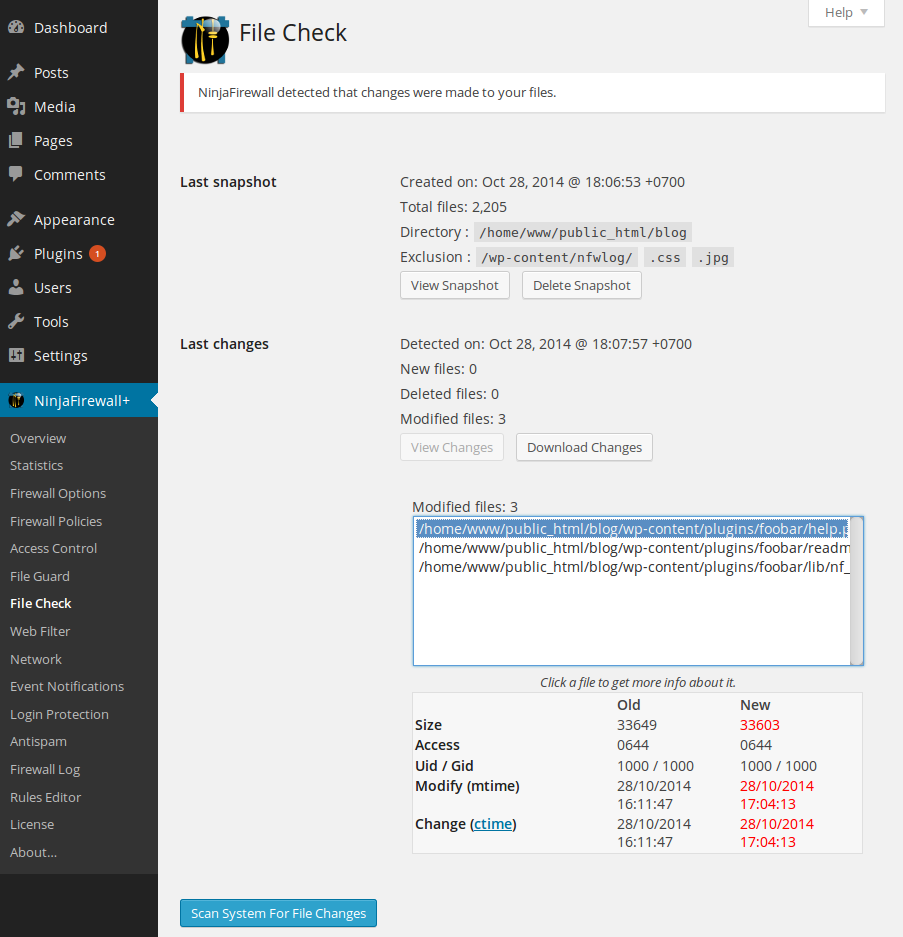 Dashboard
Posts
Media
Pages
Comments
Appearance
Plugins 1
Users
Tools
Settings
NinjaFirewall+
Overview
Statistics
Firewall Options
Firewall Policies
Access Control
File Guard
File Check
Web Filter
Network
Event Notifications
Login Protection
Antispam
Firewall Log
Rules Editor
License
About...
Help
File Check
NinjaFirewall detected that changes were made to your files.
Last snapshot
Created on: Oct 28, 2014 @ 18:06:53 +0700
Total files: 2,205
Directory : /home/www/public_html/blog
Exclusion : /wp-content/nfwlog/ .css .jpg
View Snapshot Delete Snapshot
Last changes
Detected on: Oct 28, 2014 @ 18:07:57 +0700
New files: 0
Deleted files: 0
Modified files: 3
View Changes Download Changes
Modified files: 3
/home/www/public_html/blog/wp-content/plugins/foobar/help.p
/home/www/public_html/blog/wp-content/plugins/foobar/readm
/home/www/public_html/blog/wp-content/plugins/foobar/lib/nf_
Click a file to get more info about it.
Old New
Size 33649 33603
Access 0644 0644
Uid / Gid 1000 / 1000 1000 / 1000
Modify (mtime) 28/10/2014 28/10/2014
16:11:47 17:04:13
Change (ctime) 28/10/2014 28/10/2014
16:11:47 17:04:13
Scan System For File Changes